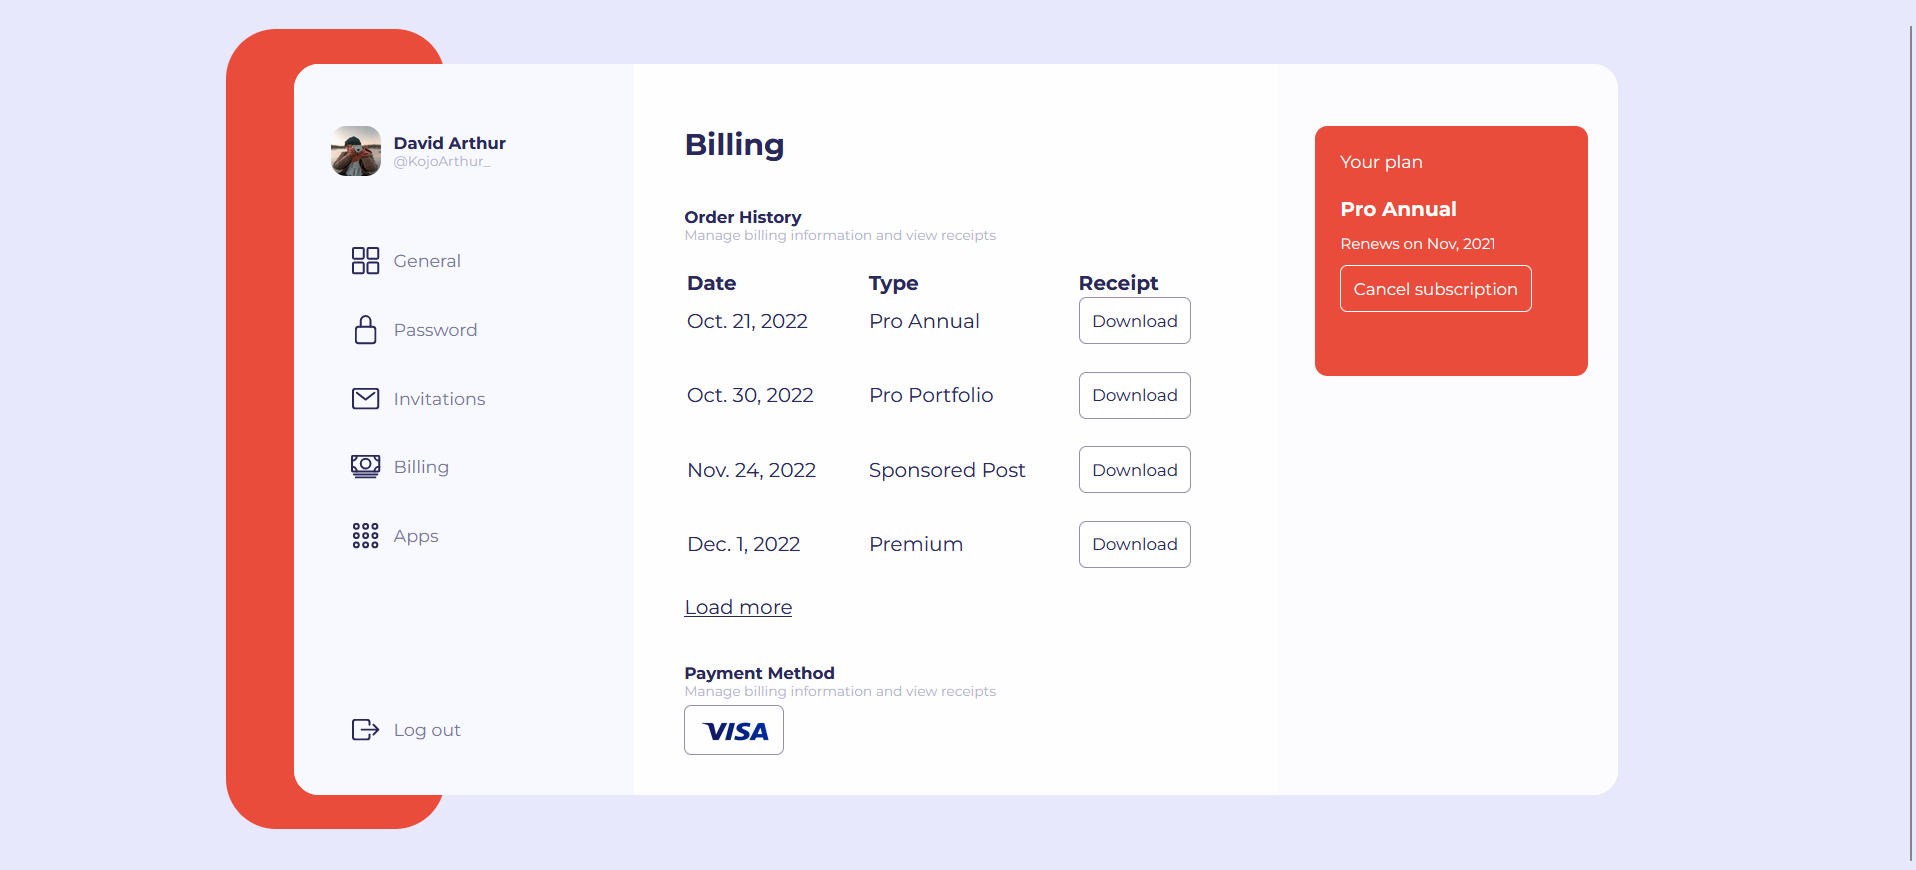 David Arthur
@KojoArthur_
General
Password
Invitations
Billing
Apps
Log out
Billing
Order History
Manage billing information and view receipts
Date Type Receipt
Oct. 21, 2022 Pro Annual Download
Oct. 30, 2022 Pro Portfolio Download
Nov. 24, 2022 Sponsored Post Download
Dec. 1, 2022 Premium Download
Load more
Payment Method
Manage billing information and view receipts
VISA
Your plan
Pro Annual
Renews on Nov, 2021
Cancel subscription